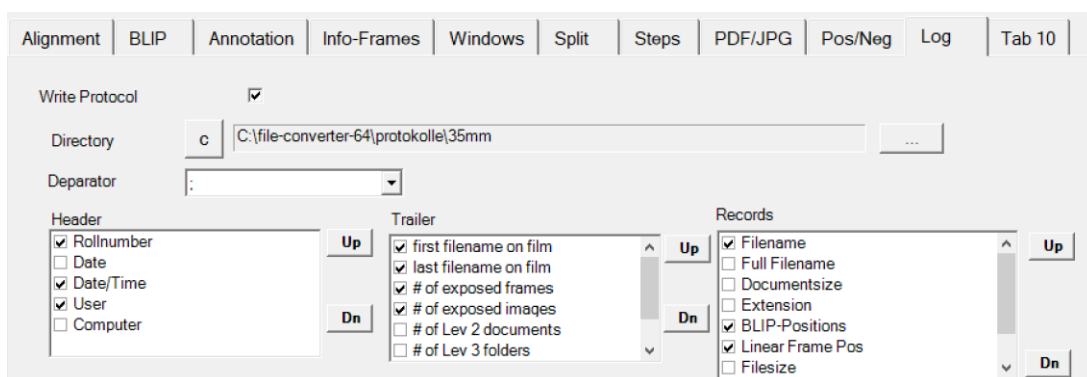 Alignment BLIP Annotation Info-Frames Windows Split Steps PDF/JPG Pos/Neg Log Tab 10
Write Protocol
Directory c C:\file-converter-64\protokolle\35mm ...
Deparator ;
Header
Rollnumber
Date
Date/Time
User
Computer
Up
Dn
Trailer
first filename on film
last filename on film
# of exposed frames
# of exposed images
# of Lev 2 documents
# of Lev 3 folders
Up
Dn
Records
Filename
Full Filename
Documentsize
Extension
BLIP-Positions
Linear Frame Pos
Filesize
Up
Dn